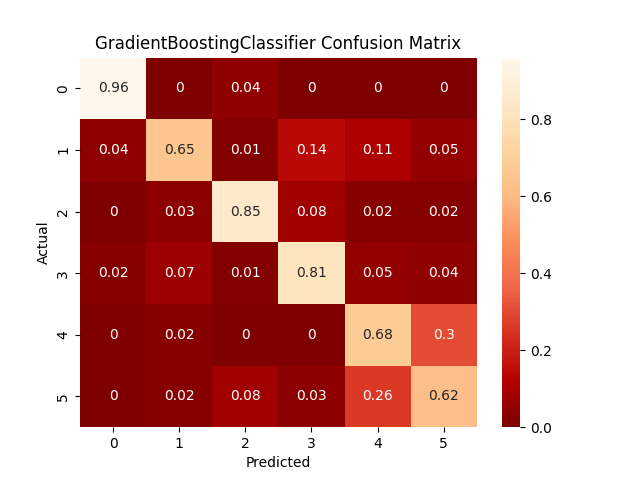 GradientBoostingClassifier Confusion Matrix
0 0.96 0 0.04 0 0 0
1 0.04 0.65 0.01 0.14 0.11 0.05
2 0 0.03 0.85 0.08 0.02 0.02
3 0.02 0.07 0.01 0.81 0.05 0.04
4 0 0.02 0 0 0.68 0.3
5 0 0.02 0.08 0.03 0.26 0.62
0 1 2 3 4 5
Actual
Predicted
0.8
0.6
0.4
0.2
0.0